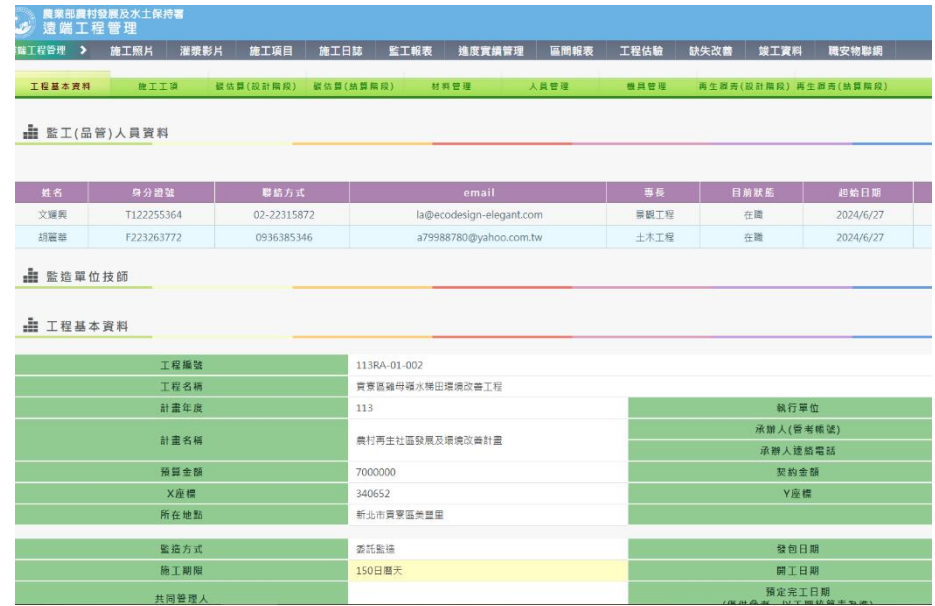 農業部農村發展及水土保持署
遠端工程管理
端工程管理 施工照片 灌漿影片 施工項目 施工日誌 監工報表 進度實績管理 區間報表 工程估驗 缺失改善 竣工資料 職安物聯網
工程基本資料 施工工項 碳估算(設計階段) 碳估算(結算階段) 材料管理 人員管理 機具管理 再生瀝青(設計階段) 再生瀝青(結算階段)
監工(品管)人員資料
姓名 身分證號 聯絡方式 email 專長 目前狀態 起始日期
文耀興 T122255364 02-22315872 la@ecodesign-elegant.com 景觀工程 在職 2024/6/27
胡麗華 F223263772 0936385346 a79988780@yahoo.com.tw 土木工程 在職 2024/6/27
監造單位技師
工程基本資料
工程編號 113RA-01-002
工程名稱 貢寮區雞母嶺水梯田環境改善工程
計畫年度 113 執行單位
計畫名稱 農村再生社區發展及環境改善計畫 承辦人(管考帳號)
承辦人連絡電話
預算金額 7000000 契約金額
X座標 340652 Y座標
所在地點 新北市貢寮區美豐里
監造方式 委託監造 發包日期
施工期限 150日曆天 開工日期
共同管理人 預定完工日期